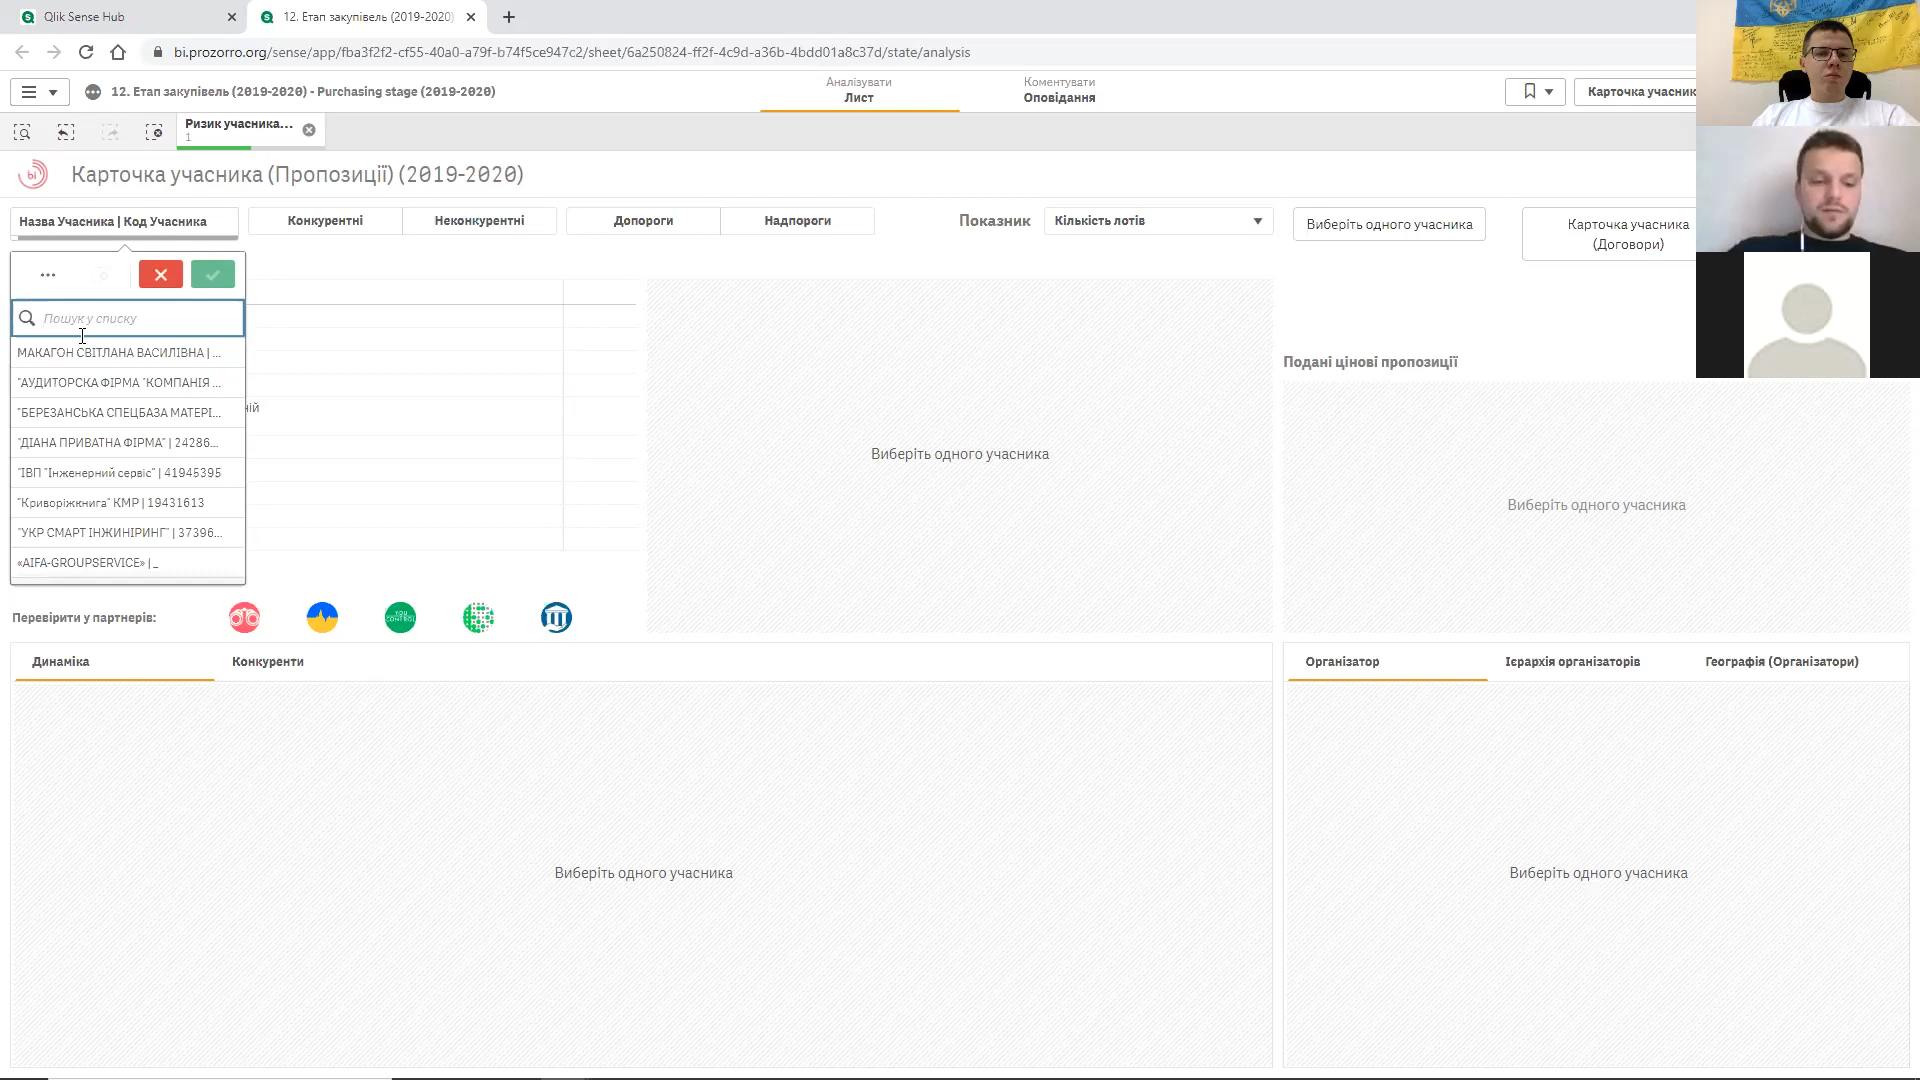 Qlik Sense Hub
12. Етап закупівель (2019-2020)
bi.prozorro.org/sense/app/fba3f2f2-cf55-40a0-a79f-b74f5ce947c2/sheet/6a250824-ff2f-4c9d-a36b-4bdd01a8c37d/state/analysis
12. Етап закупівель (2019-2020) - Purchasing stage (2019-2020)
Аналізувати
Лист
Коментувати
Оповідання
Карточка учасник
Ризик учасника...
1
Карточка учасника (Пропозиції) (2019-2020)
Назва Учасника | Код Учасника
Конкурентні
Неконкурентні
Допороги
Надпороги
Показник
Кількість лотів
Виберіть одного учасника
Карточка учасника
(Договори)
Пошук у списку
МАКАГОН СВІТЛАНА ВАСИЛІВНА | ...
"АУДИТОРСКА ФІРМА "КОМПАНІЯ ...
"БЕРЕЗАНСЬКА СПЕЦБАЗА МАТЕРІ...
"ДІАНА ПРИВАТНА ФІРМА" | 24286...
"ІВП "Інженерний сервіс" | 41945395
"Криворіжкнига" КМР | 19431613
"УКР СМАРТ ІНЖИНІРИНГ" | 37396...
«AIFA-GROUPSERVICE» | _
ній
Виберіть одного учасника
Подані цінові пропозиції
Виберіть одного учасника
Перевірити у партнерів:
YOU
CONTROL
Динаміка
Конкуренти
Виберіть одного учасника
Організатор
Ієрархія організаторів
Географія (Організатори)
Виберіть одного учасника